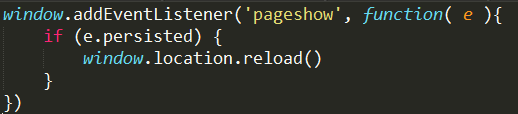 window.addEventListener('pageshow', function( e ){
    if (e.persisted) {
        window.location.reload()
    }
})